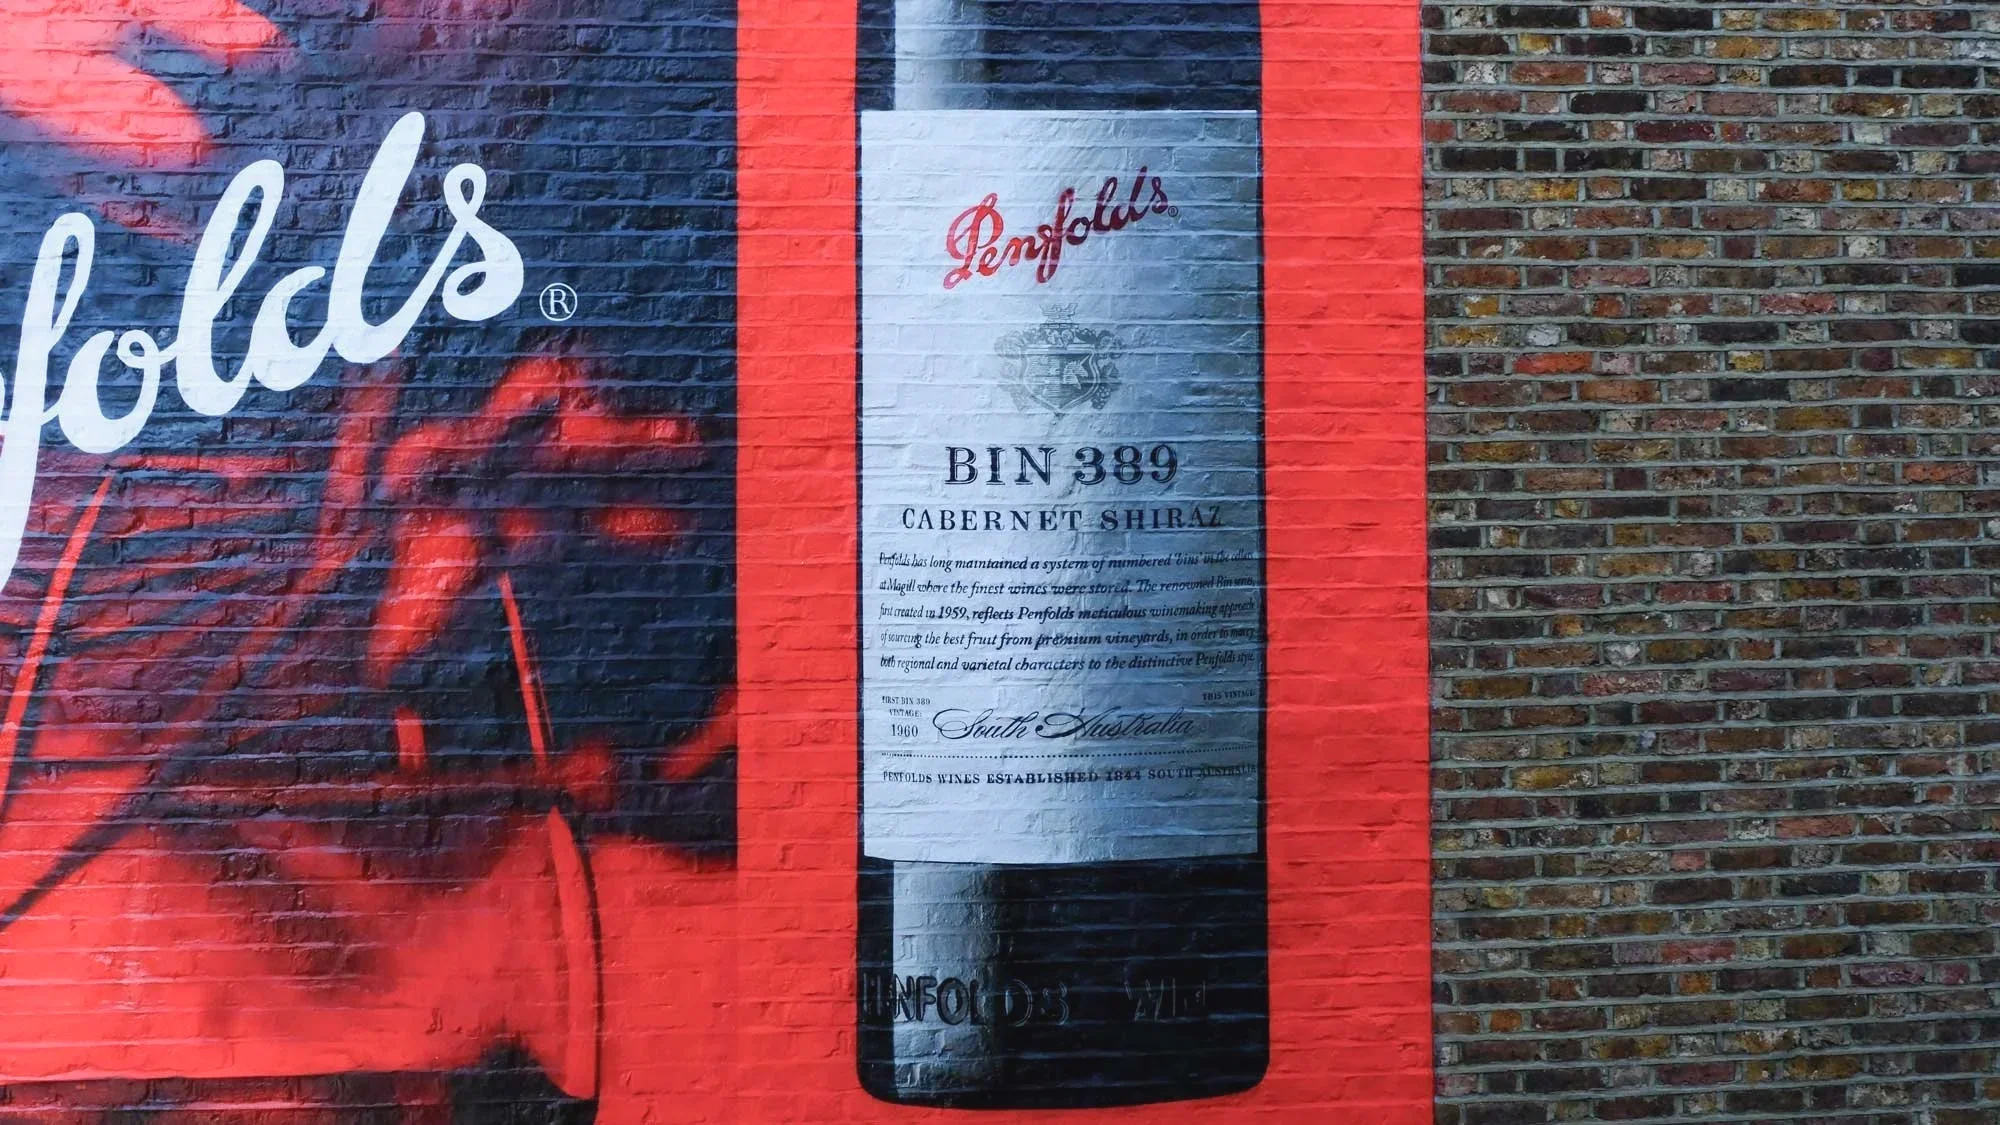 folds®
Penfolds®
BIN 389
CABERNET SHIRAZ
Penfolds has long maintained a system of numbered 'bins' in the cellars
at Magill where the finest wines were stored. The renowned Bin series,
first created in 1959, reflects Penfolds meticulous winemaking approach
of sourcing the best fruit from premium vineyards, in order to marry
both regional and varietal characters to the distinctive Penfolds style.
FIRST BIN 389
VINTAGE:
1960
South Australia
THIS VINTAGE
PENFOLDS WINES ESTABLISHED 1844 SOUTH AUSTRALIA
ENFOLDS WI